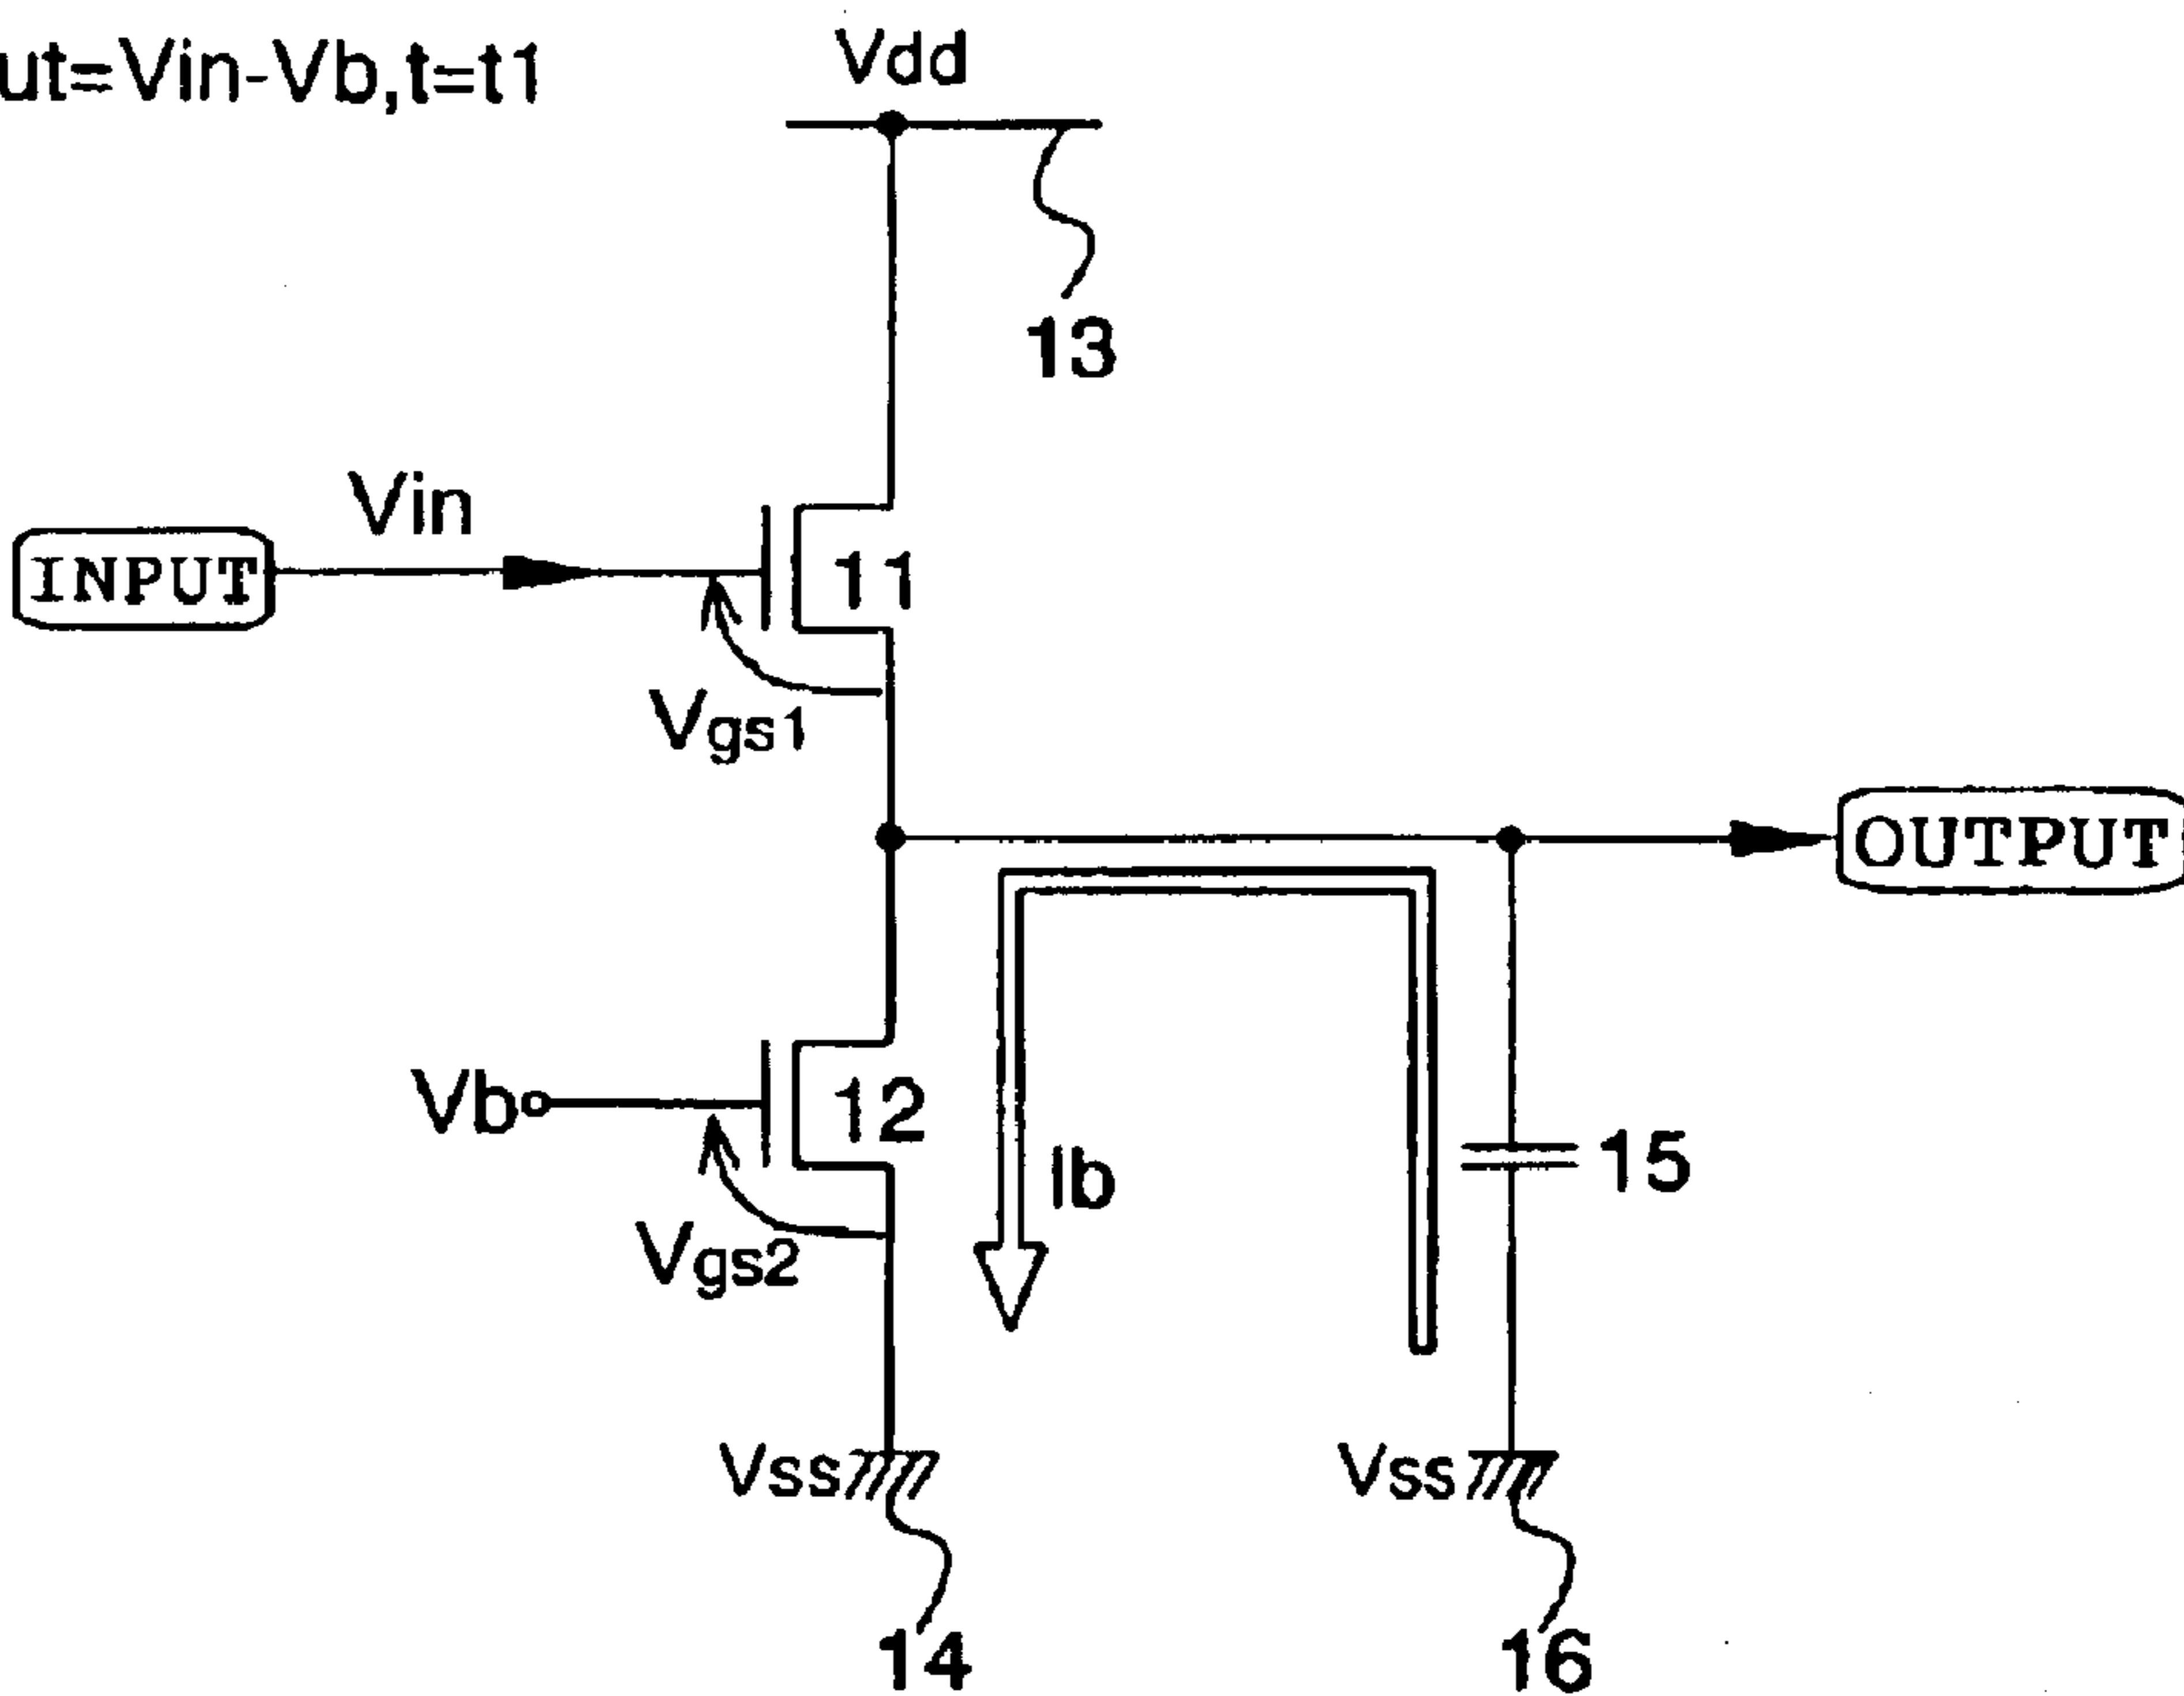 ut=Vin-Vb,t=t1
Vdd
13
Vin
INPUT
11
Vgs1
OUTPUT
Vb
12
Ib
15
Vgs2
Vss
Vss
14
16